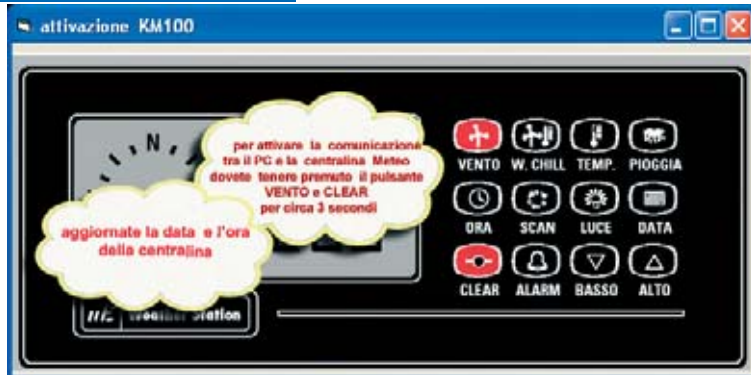 attivazione KM100
N
per attivare la comunicazione
tra il PC e la centralina Meteo
dovete tenere premuto il pulsante
VENTO e CLEAR
per circa 3 secondi
aggiornate la data e l'ora
della centralina
VENTO W. CHILL TEMP. PIOGGIA
ORA SCAN LUCE DATA
CLEAR ALARM BASSO ALTO
Weather Station